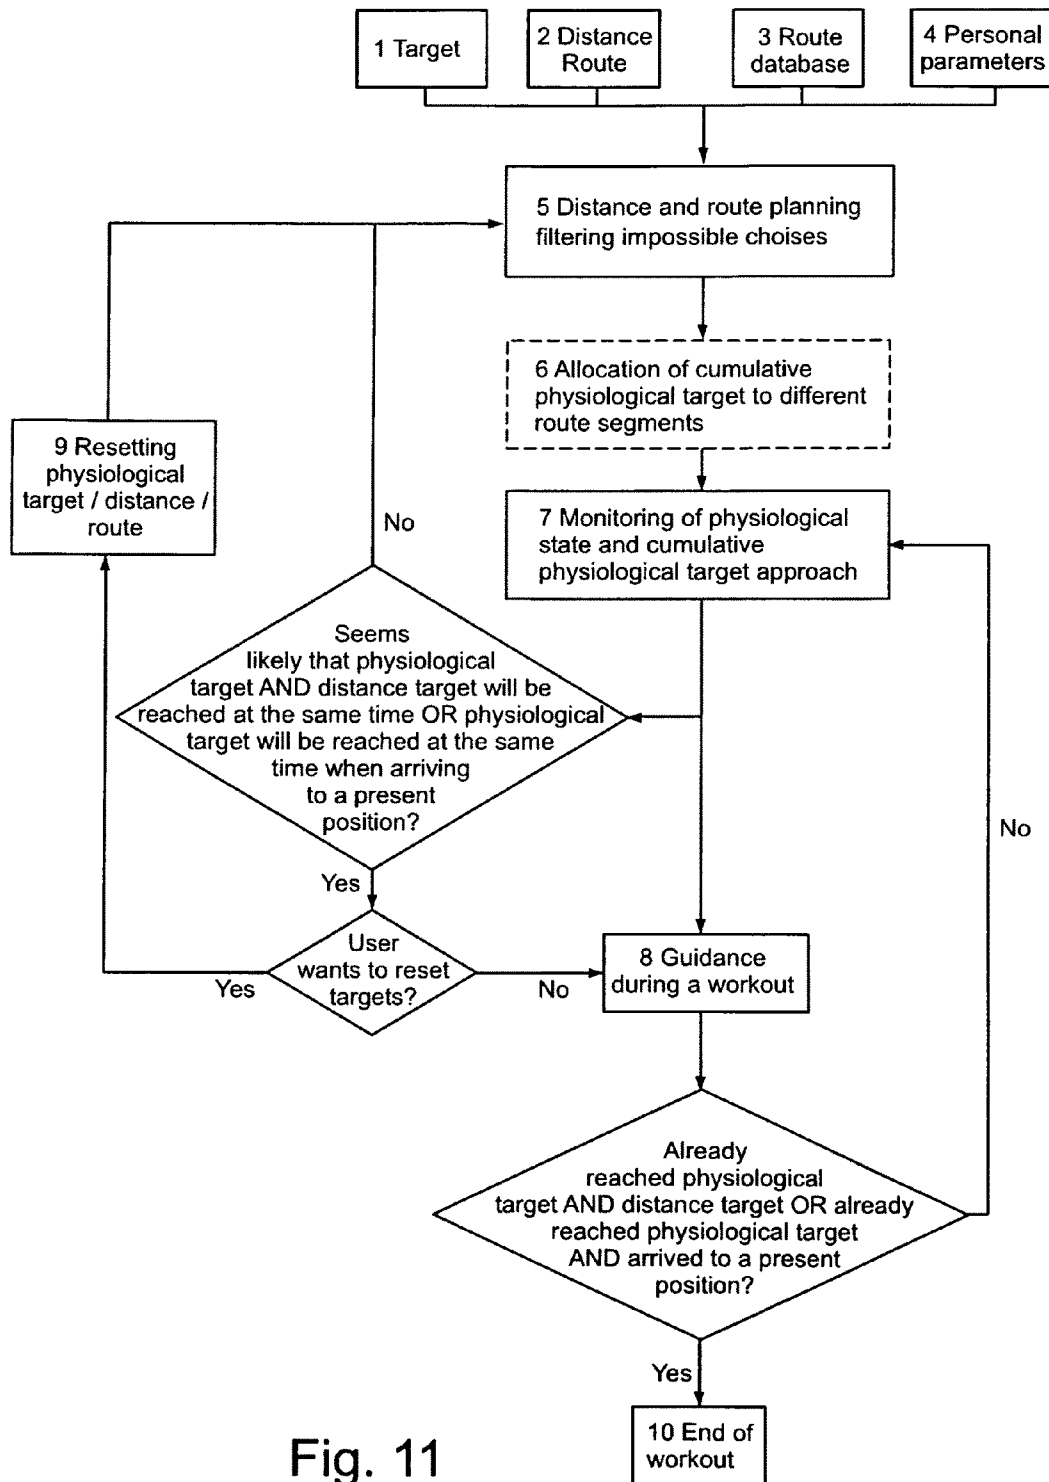 1 Target
2 Distance
Route
3 Route
database
4 Personal
parameters
5 Distance and route planning
filtering impossible choises
6 Allocation of cumulative
physiological target to different
route segments
9 Resetting
physiological
target / distance /
route
No
7 Monitoring of physiological
state and cumulative
physiological target approach
Seems
likely that physiological
target AND distance target will be
reached at the same time OR physiological
target will be reached at the same
time when arriving
to a present
position?
No
Yes
User
wants to reset
targets?
Yes
No
8 Guidance
during a workout
Already
reached physiological
target AND distance target OR already
reached physiological target
AND arrived to a present
position?
Yes
10 End of
workout
Fig. 11